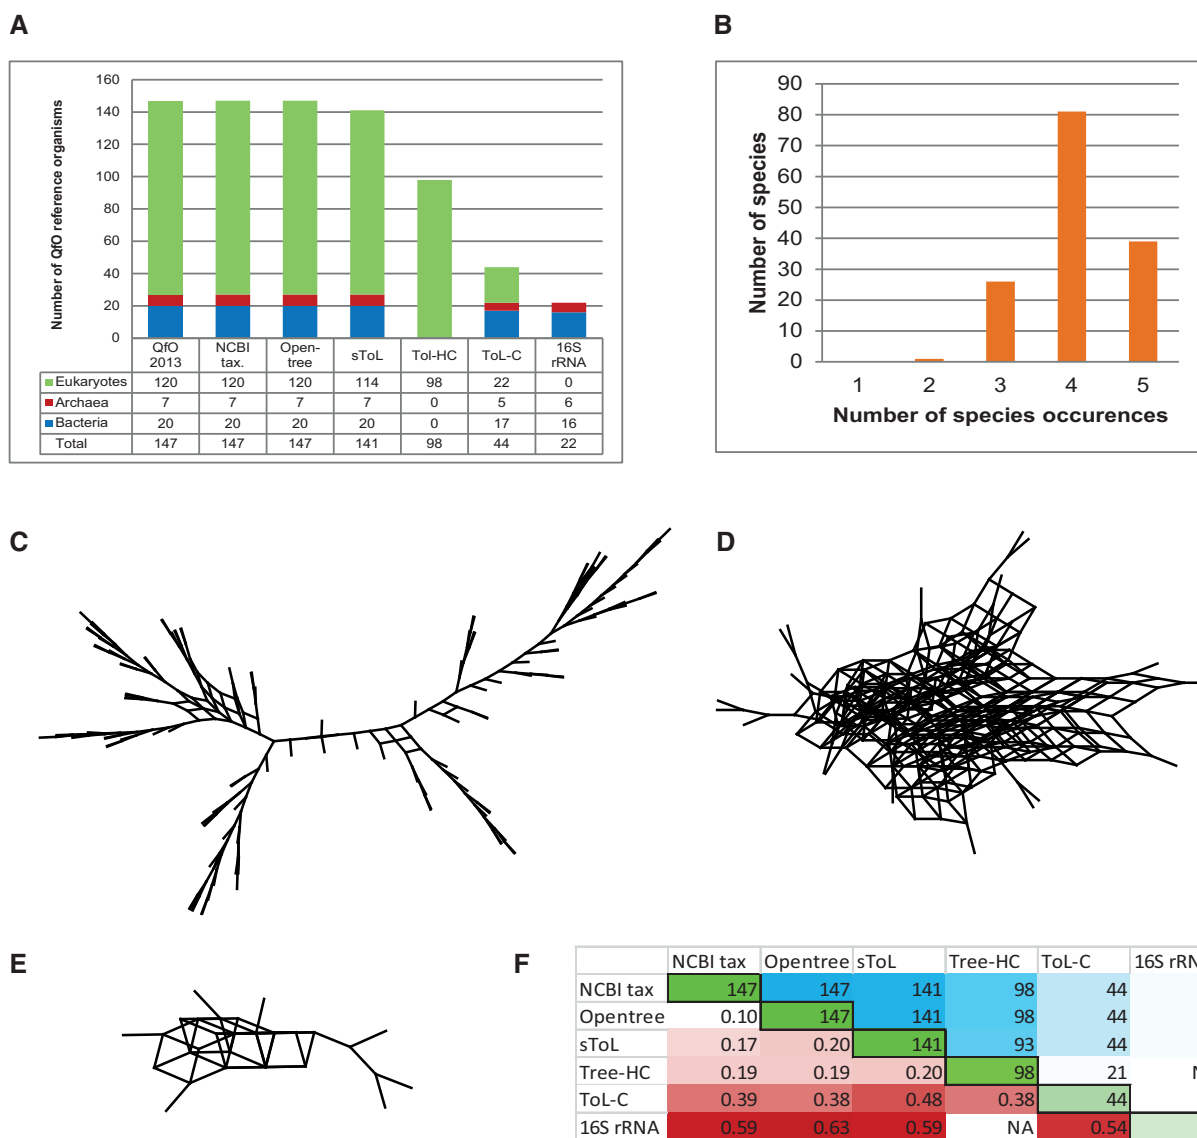 A
B
Number of QfO reference organisms
160
140
120
100
80
60
40
20
0
QfO 2013 NCBI tax. Open-tree sToL Tol-HC ToL-C 16S rRNA
Eukaryotes 120 120 120 114 98 22 0
Archaea 7 7 7 7 0 5 6
Bacteria 20 20 20 20 0 17 16
Total 147 147 147 141 98 44 22
Number of species
90
80
70
60
50
40
30
20
10
0
1 2 3 4 5
Number of species occurences
C
D
E
F
NCBI tax Opentree sToL Tree-HC ToL-C 16S rRN
NCBI tax 147 147 141 98 44
Opentree 0.10 147 141 98 44
sToL 0.17 0.20 141 93 44
Tree-HC 0.19 0.19 0.20 98 21 N
ToL-C 0.39 0.38 0.48 0.38 44
16S rRNA 0.59 0.63 0.59 NA 0.54